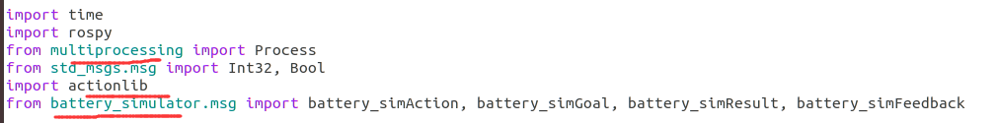 import time
import rospy
from multiprocessing import Process
from std_msgs.msg import Int32, Bool
import actionlib
from battery_simulator.msg import battery_simAction, battery_simGoal, battery_simResult, battery_simFeedback